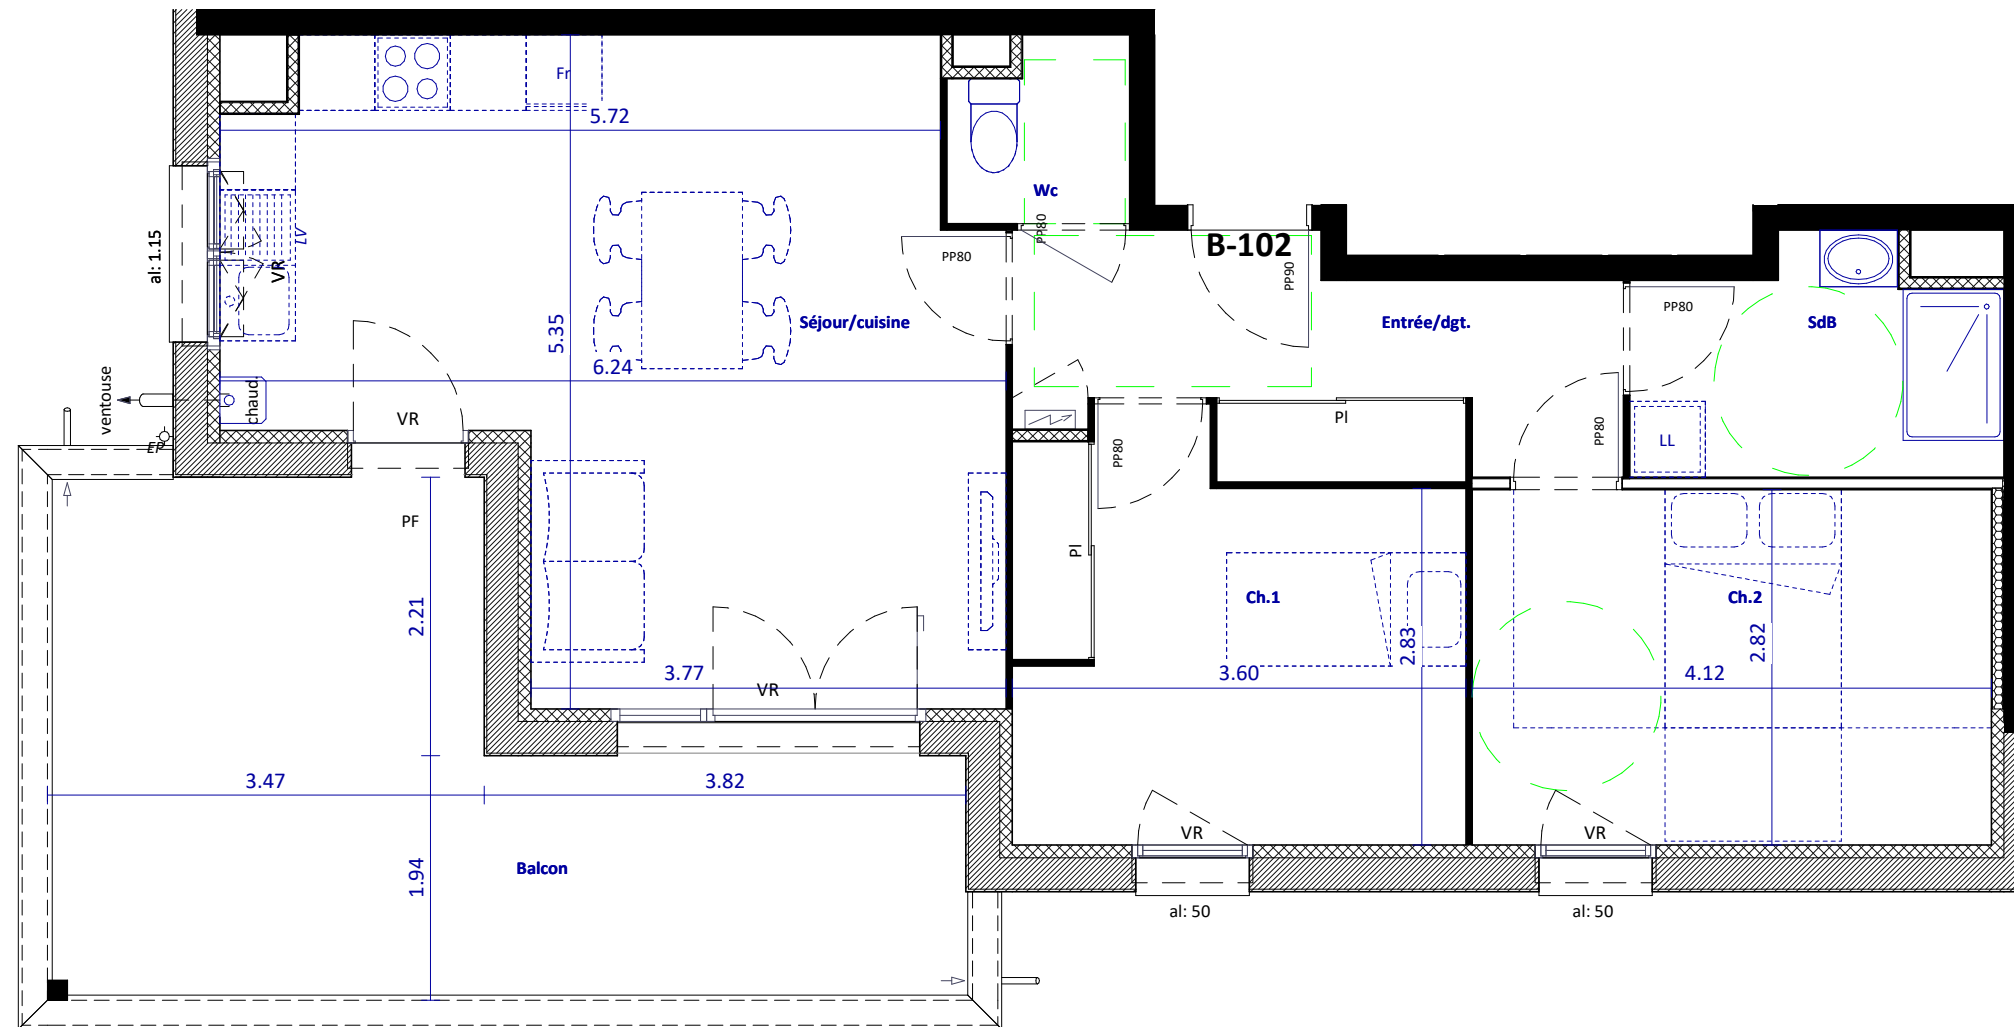 Fr
5.72
Wc
PP80
B-102
PP90
PP80
al: 1.15
LV
VR
Séjour/cuisine
5.35
6.24
Entrée/dgt.
PP80
SdB
ventouse
chaud.
EP
VR
PP80
Pl
PP80
LL
PF
Pl
2.21
Ch.1
Ch.2
2.83
2.82
3.77
VR
3.60
4.12
3.47
3.82
VR
VR
1.94
Balcon
al: 50
al: 50